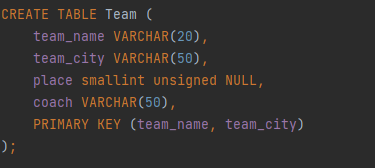 CREATE TABLE Team (
    team_name VARCHAR(20),
    team_city VARCHAR(50),
    place smallint unsigned NULL,
    coach VARCHAR(50),
    PRIMARY KEY (team_name, team_city)
);